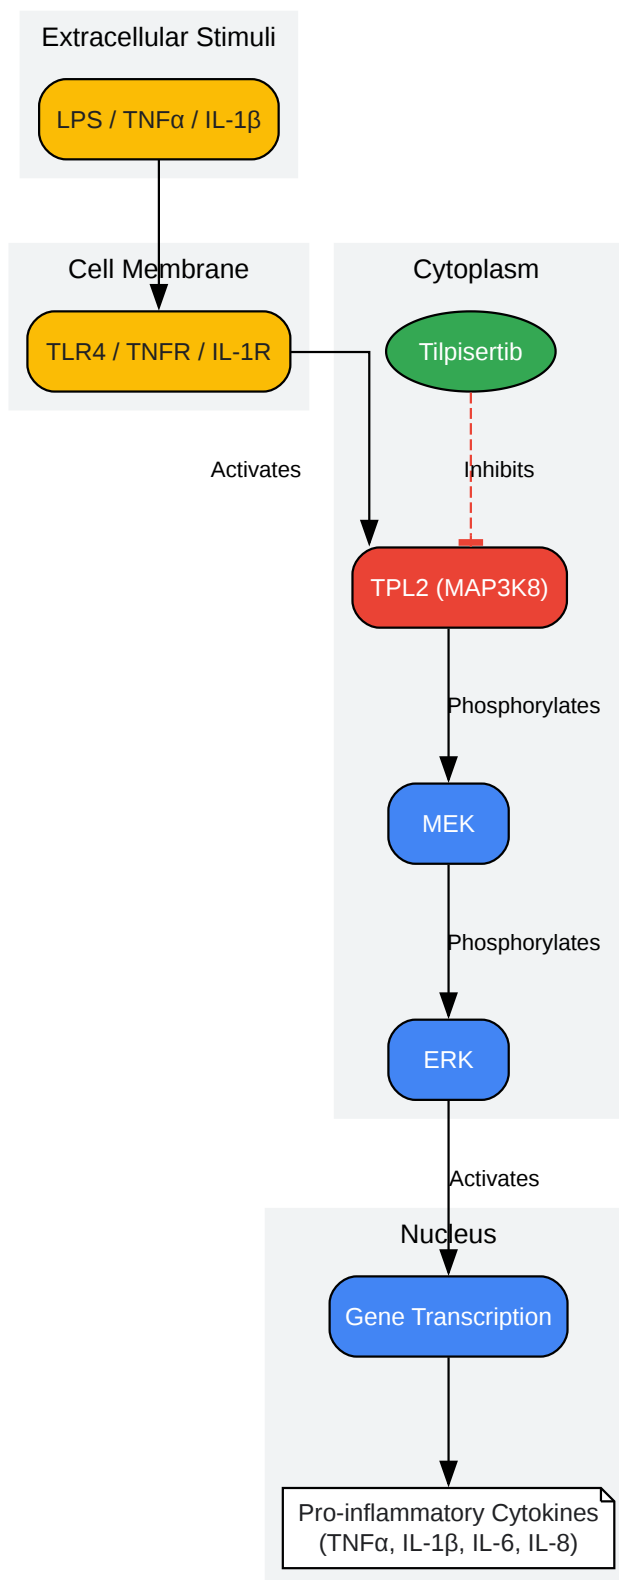 Extracellular Stimuli
LPS / TNFα / IL-1β
Cell Membrane
TLR4 / TNFR / IL-1R
Cytoplasm
Tilpisertib
Activates
Inhibits
TPL2 (MAP3K8)
Phosphorylates
MEK
Phosphorylates
ERK
Activates
Nucleus
Gene Transcription
Pro-inflammatory Cytokines
(TNFα, IL-1β, IL-6, IL-8)